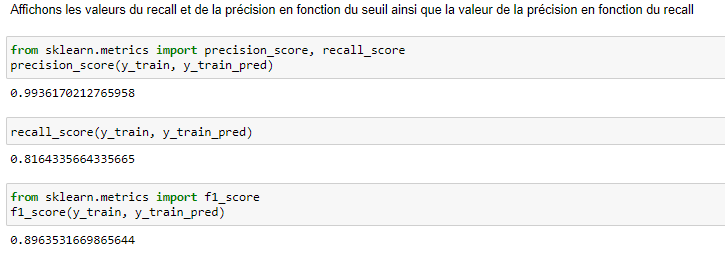 Affichons les valeurs du recall et de la précision en fonction du seuil ainsi que la valeur de la précision en fonction du recall
from sklearn.metrics import precision_score, recall_score
precision_score(y_train, y_train_pred)
0.9936170212765958
recall_score(y_train, y_train_pred)
0.8164335664335665
from sklearn.metrics import f1_score
f1_score(y_train, y_train_pred)
0.8963531669865644